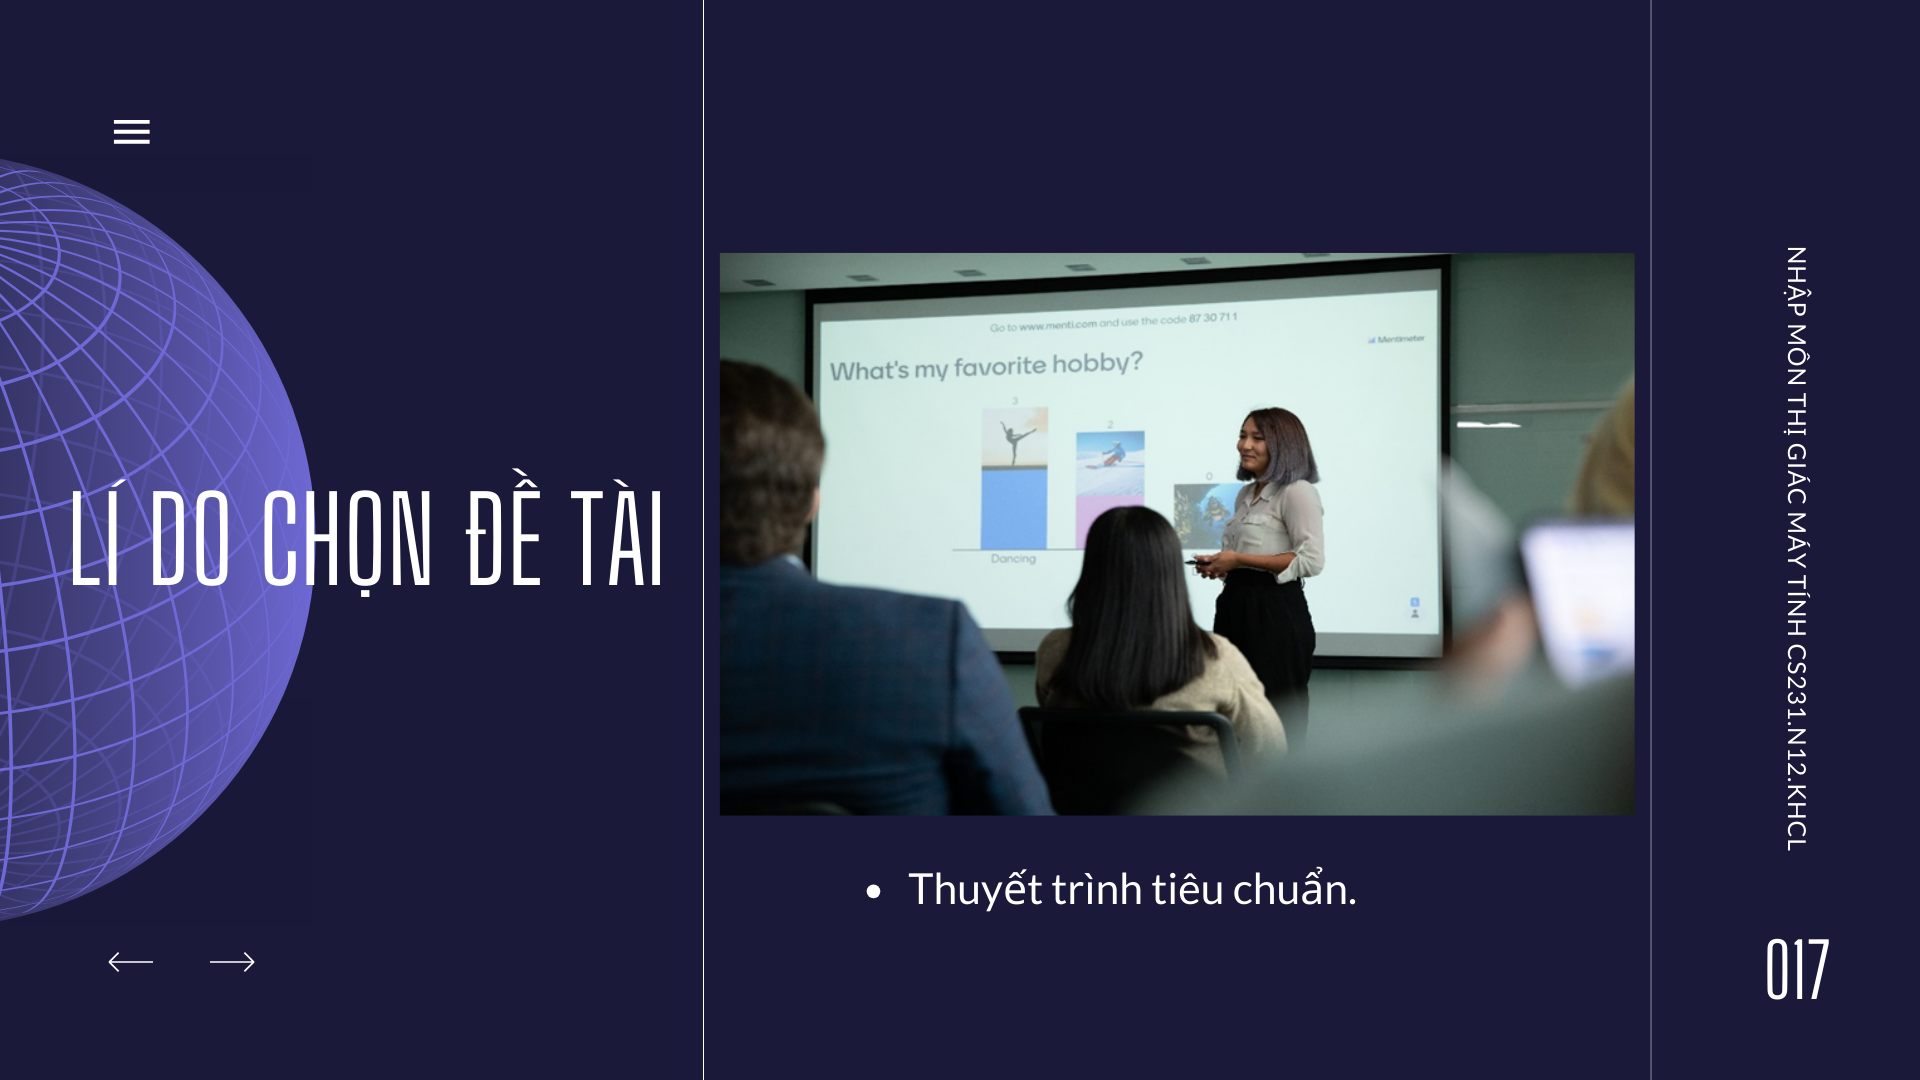 LÍ DO CHỌN ĐỀ TÀI
Go to www.menti.com and use the code 87 30 71 1
Mentimeter
What's my favorite hobby?
3
2
0
Dancing
Thuyết trình tiêu chuẩn.
NHẬP MÔN THỊ GIÁC MÁY TÍNH CS231.N12.KHCL
017